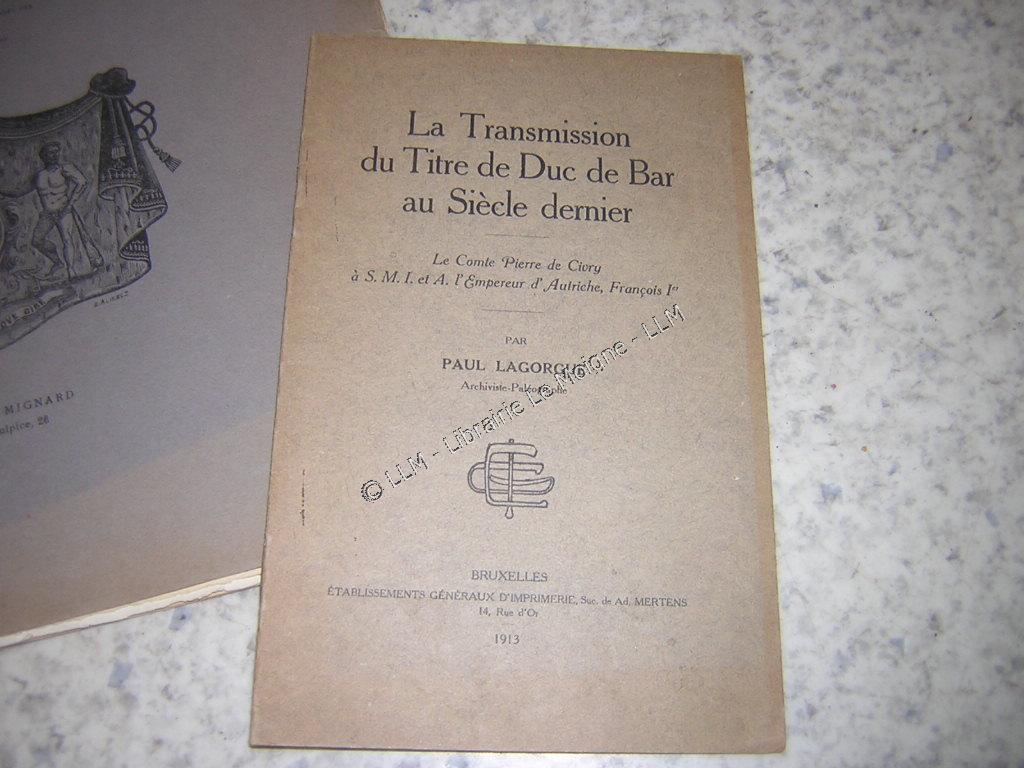 La Transmission
du Titre de Duc de Bar
au Siècle dernier
Le Comte Pierre de Civry
à S. M. I. et A. l'Empereur d'Autriche, François Ier
PAR
PAUL LAGORGUE
Archiviste-Paléographe
© LLM - Librairie Le Moigne - LLM
BRUXELLES
ÉTABLISSEMENTS GÉNÉRAUX D'IMPRIMERIE, Suc. de Ad. MERTENS
14, Rue d'Or
1913
MIGNARD
ulpice, 26